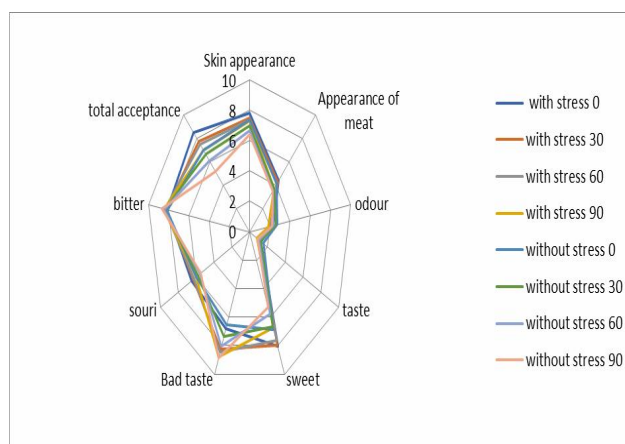 Skin appearance
10
total acceptance
Appearance of
meat
8
6
4
bitter
2
odour
0
souri
taste
Bad taste
sweet
with stress 0
with stress 30
with stress 60
with stress 90
without stress 0
without stress 30
without stress 60
without stress 90